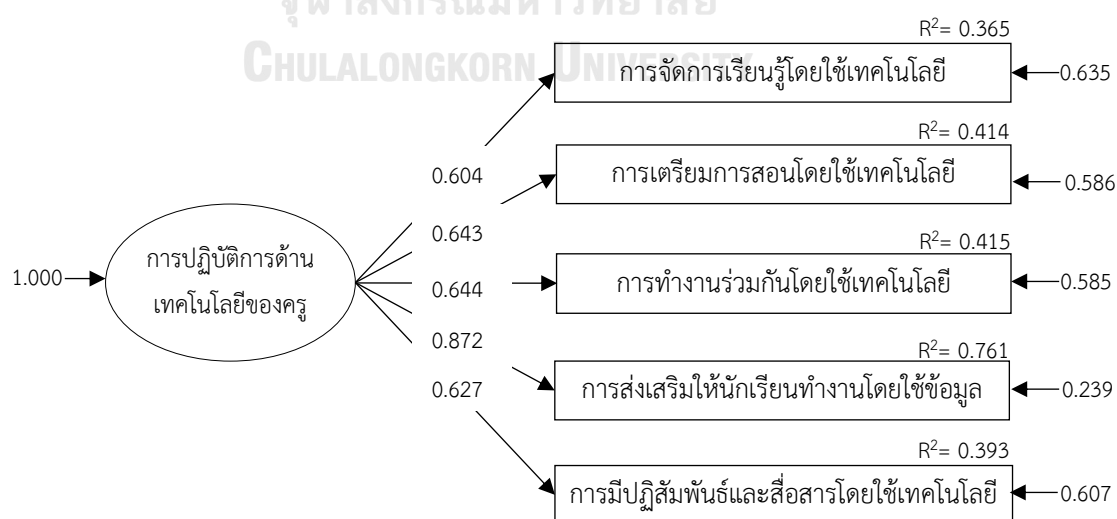 จุฬาลงกรณ์มหาวิทยาลัย
CHULALONGKORN UNIVERSITY
R²= 0.365
การจัดการเรียนรู้โดยใช้เทคโนโลยี
0.635
R²= 0.414
0.604
การเตรียมการสอนโดยใช้เทคโนโลยี
0.586
0.643
R²= 0.415
1.000
การปฏิบัติการด้าน
เทคโนโลยีของครู
0.644
การทำงานร่วมกันโดยใช้เทคโนโลยี
0.585
0.872
R²= 0.761
0.627
การส่งเสริมให้นักเรียนทำงานโดยใช้ข้อมูล
0.239
R²= 0.393
การมีปฏิสัมพันธ์และสื่อสารโดยใช้เทคโนโลยี
0.607